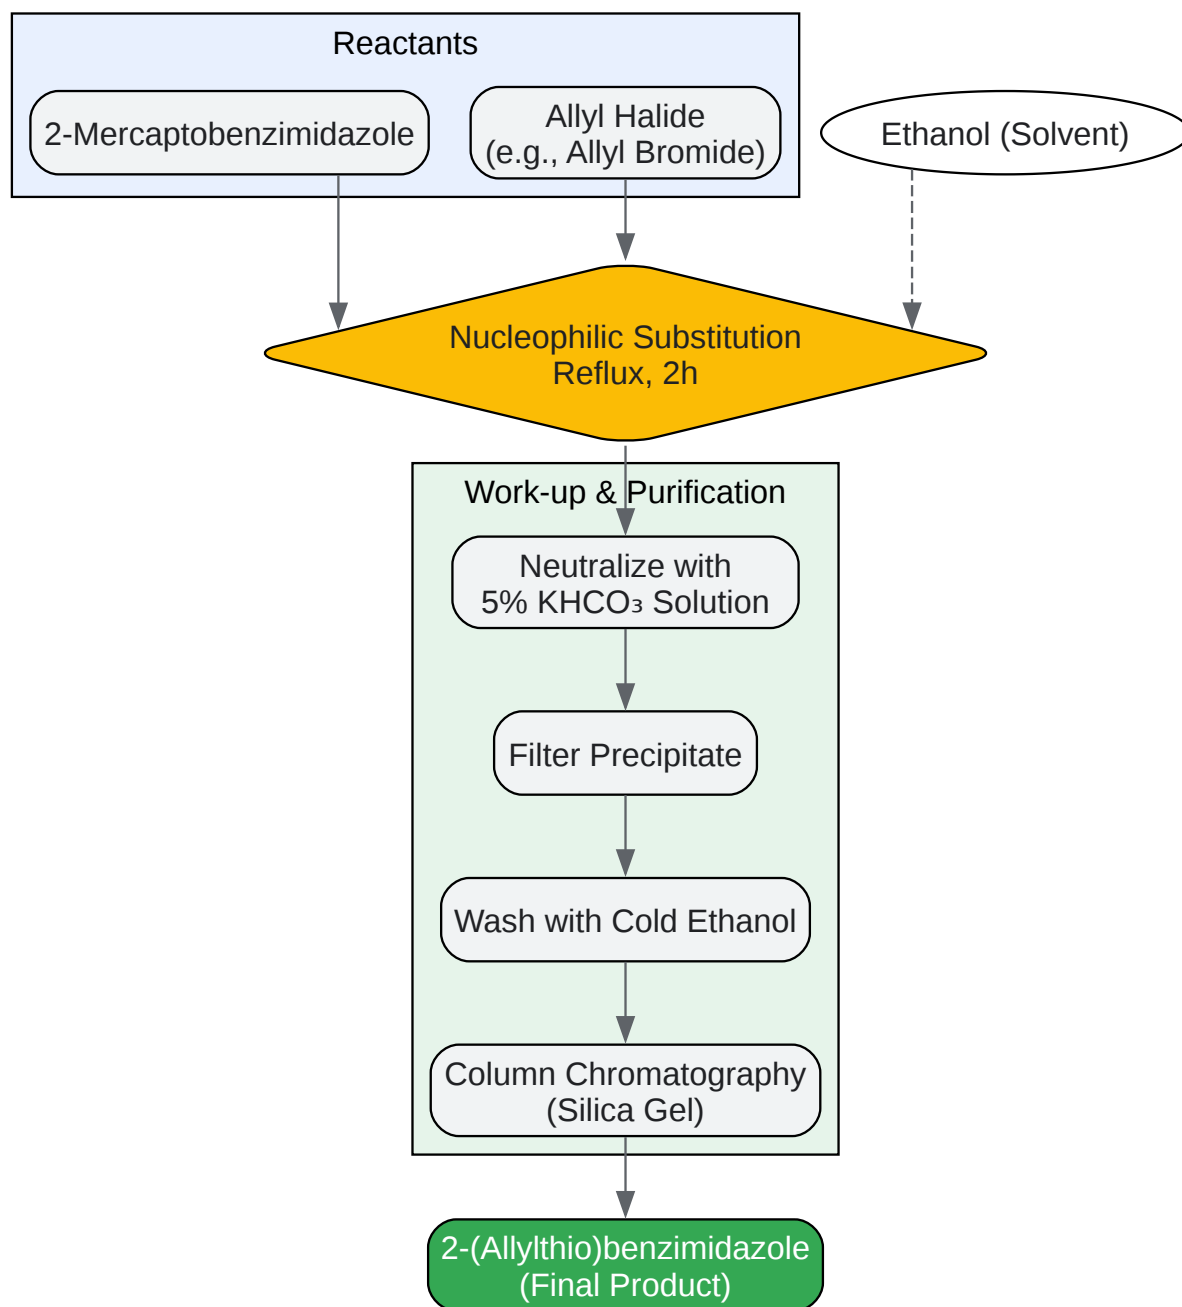 Reactants
2-Mercaptobenzimidazole
Allyl Halide
(e.g., Allyl Bromide)
Ethanol (Solvent)
Nucleophilic Substitution
Reflux, 2h
Work-up & Purification
Neutralize with
5% KHCO₃ Solution
Filter Precipitate
Wash with Cold Ethanol
Column Chromatography
(Silica Gel)
2-(Allylthio)benzimidazole
(Final Product)